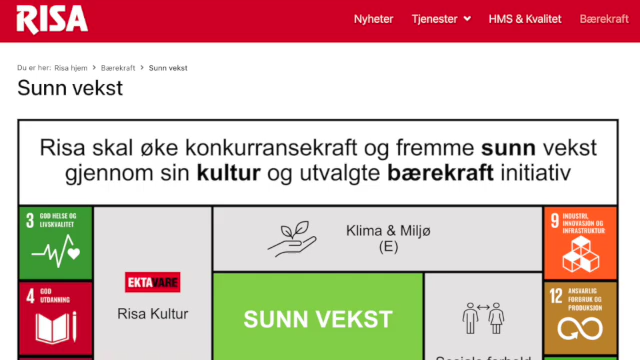 RISA
Nyheter Tjenester HMS & Kvalitet Bærekraft
Du er her: Risa hjem > Bærekraft > Sunn vekst
Sunn vekst
Risa skal øke konkurransekraft og fremme sunn vekst
gjennom sin kultur og utvalgte bærekraft initiativ
3 GOD HELSE OG
LIVSKVALITET
Klima & Miljø
(E)
9 INDUSTRI,
INNOVASJON OG
INFRASTRUKTUR
EKTAVARE
Risa Kultur
4 GOD
UTDANNING
SUNN VEKST
12 ANSVARLIG
FORBRUK OG
PRODUKSJON
Sosiale forhold